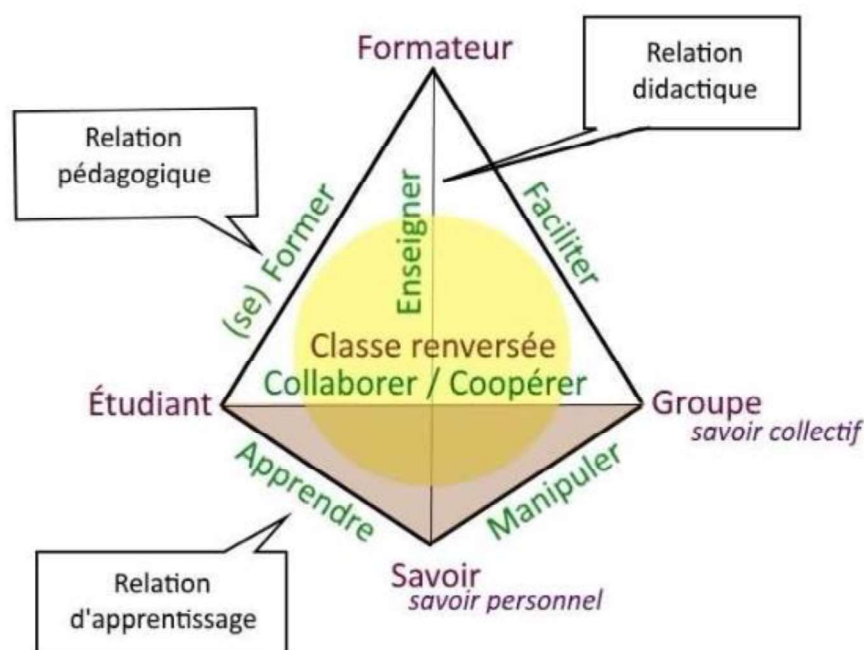 Formateur
Relation
didactique
Relation
pédagogique
(se) Former
Enseigner
Faciliter
Classe renversée
Collaborer / Coopérer
Étudiant
Groupe
savoir collectif
Apprendre
Manipuler
Savoir
savoir personnel
Relation
d'apprentissage